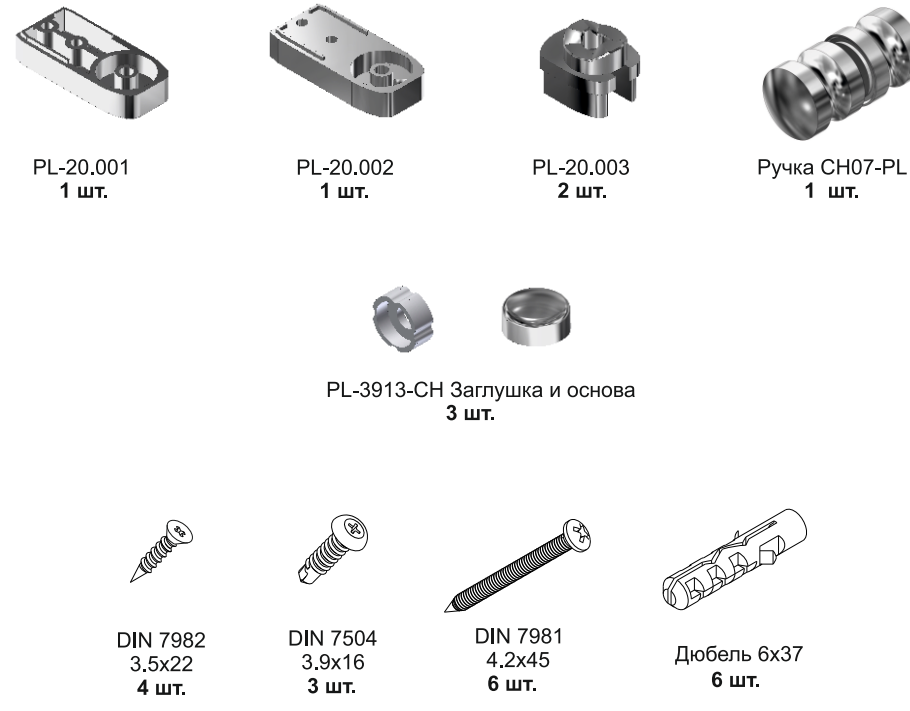 PL-20.001
1 шт.
PL-20.002
1 шт.
PL-20.003
2 шт.
Ручка CH07-PL
1 шт.
PL-3913-CH Заглушка и основа
3 шт.
DIN 7982
3.5x22
4 шт.
DIN 7504
3.9x16
3 шт.
DIN 7981
4.2x45
6 шт.
Дюбель 6x37
6 шт.